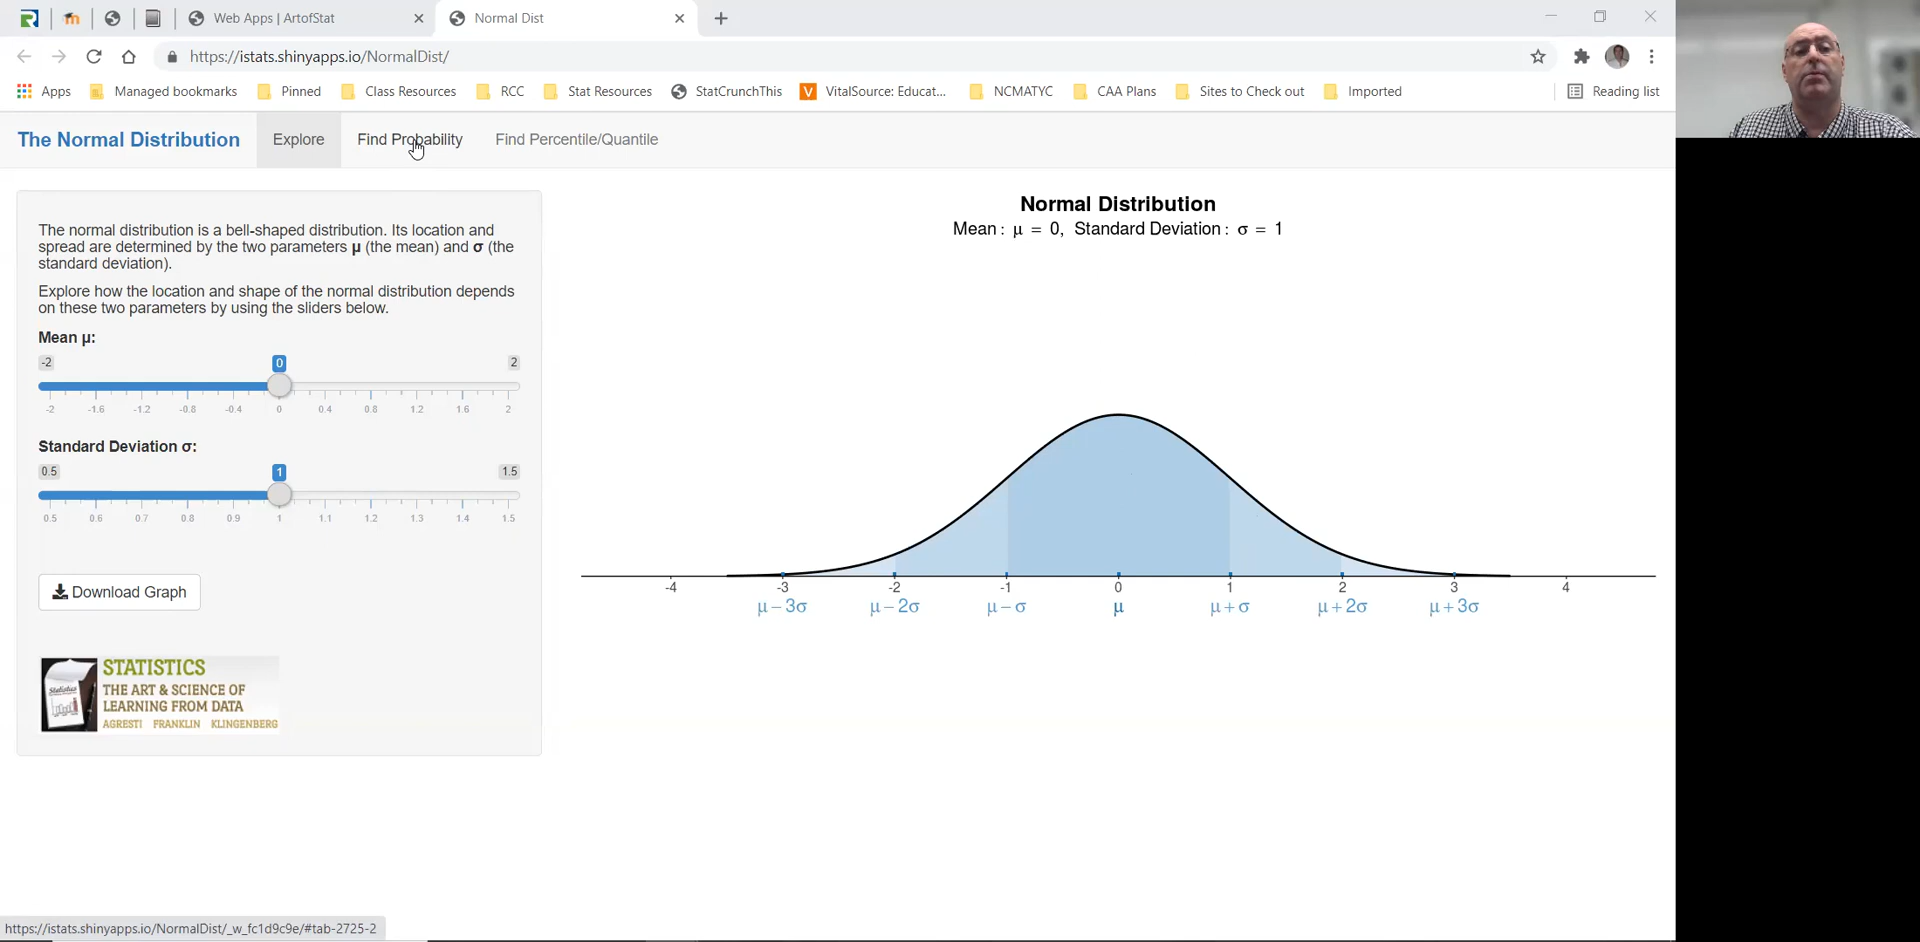 Web Apps | ArtofStat
Normal Dist
https://istats.shinyapps.io/NormalDist/
Apps
Managed bookmarks
Pinned
Class Resources
RCC
Stat Resources
StatCrunchThis
VitalSource: Educat...
NCMATYC
CAA Plans
Sites to Check out
Imported
Reading list
The Normal Distribution
Explore
Find Probability
Find Percentile/Quantile
The normal distribution is a bell-shaped distribution. Its location and
spread are determined by the two parameters μ (the mean) and σ (the
standard deviation).
Explore how the location and shape of the normal distribution depends
on these two parameters by using the sliders below.
Mean μ:
-2 0 2
-2 -1.6 -1.2 -0.8 -0.4 0 0.4 0.8 1.2 1.6 2
Standard Deviation σ:
0.5 1 1.5
0.5 0.6 0.7 0.8 0.9 1 1.1 1.2 1.3 1.4 1.5
Download Graph
STATISTICS
THE ART & SCIENCE OF
LEARNING FROM DATA
AGRESTI FRANKLIN KLINGENBERG
Normal Distribution
Mean : μ = 0, Standard Deviation : σ = 1
-4 -3 -2 -1 0 1 2 3 4
μ − 3σ μ − 2σ μ − σ μ μ + σ μ + 2σ μ + 3σ
https://istats.shinyapps.io/NormalDist/_w_fc1d9c9e/#tab-2725-2